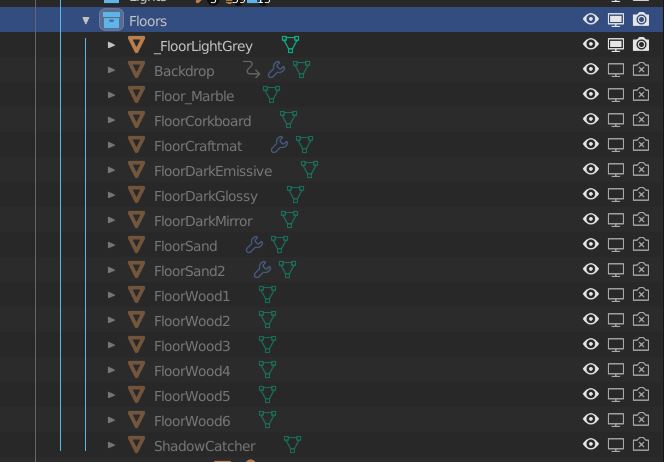 Floors
_FloorLightGrey
Backdrop
Floor_Marble
FloorCorkboard
FloorCraftmat
FloorDarkEmissive
FloorDarkGlossy
FloorDarkMirror
FloorSand
FloorSand2
FloorWood1
FloorWood2
FloorWood3
FloorWood4
FloorWood5
FloorWood6
ShadowCatcher